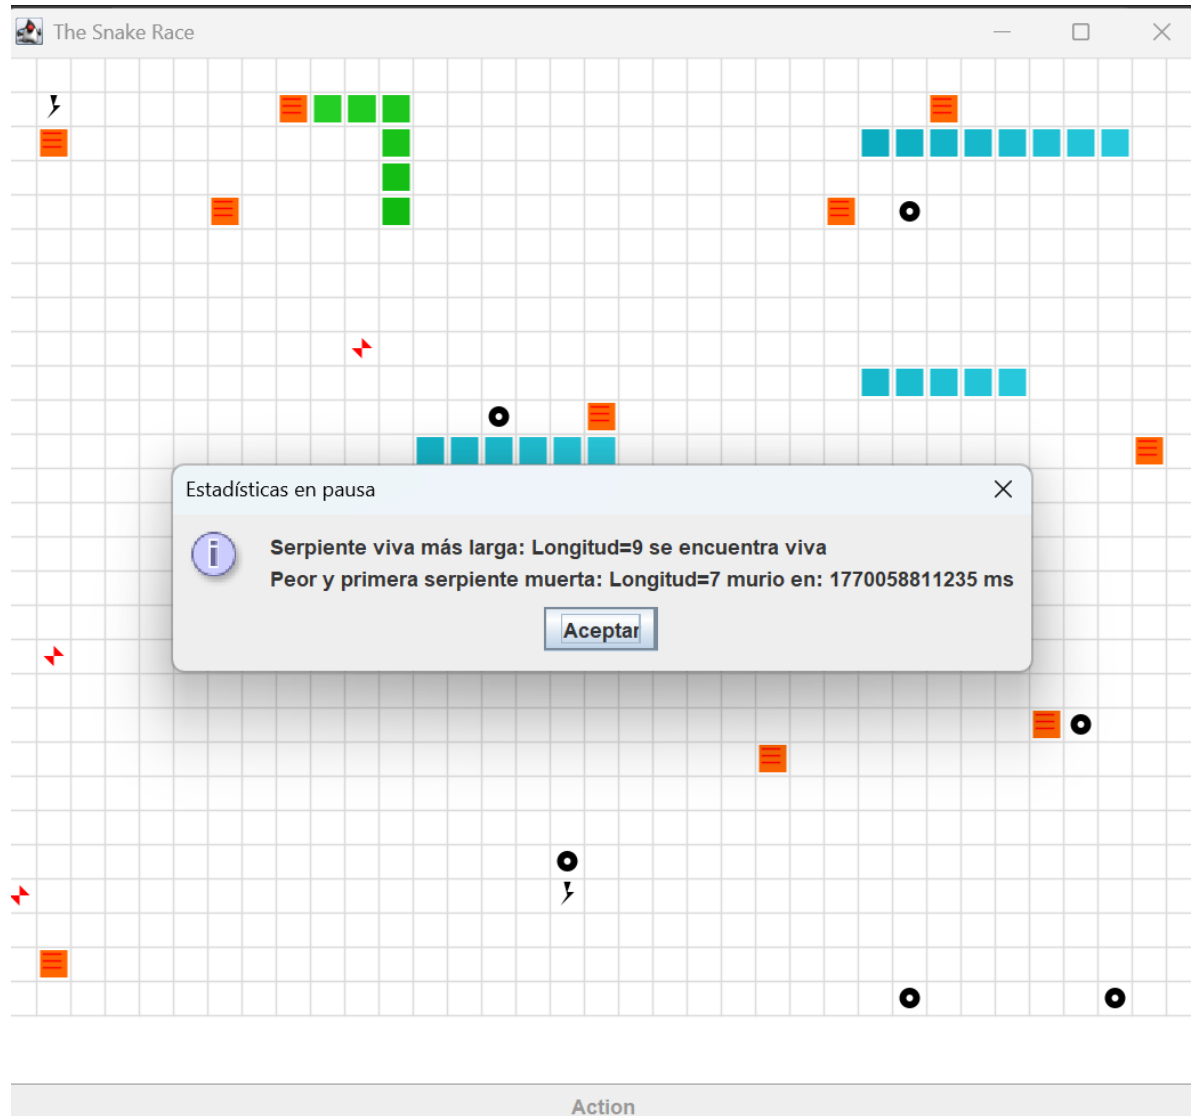 The Snake Race
Estadísticas en pausa
Serpiente viva más larga: Longitud=9 se encuentra viva
Peor y primera serpiente muerta: Longitud=7 murio en: 1770058811235 ms
Aceptar
Action